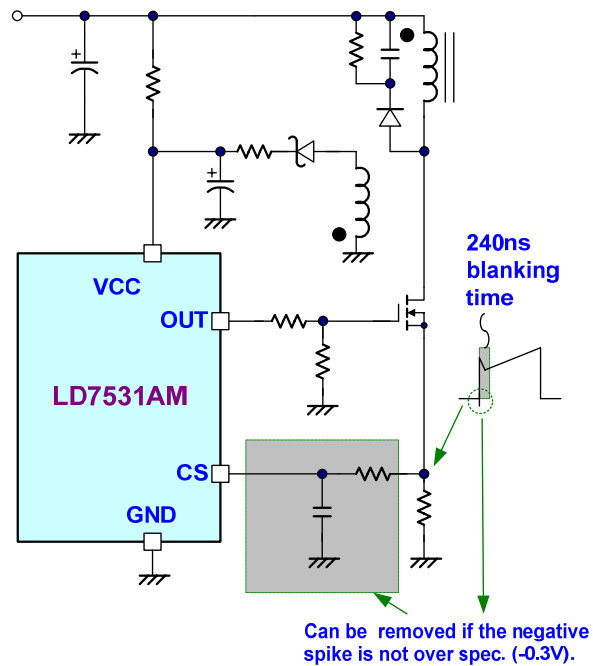 240ns
blanking
time
VCC
OUT
LD7531AM
CS
GND
+
+
Can be removed if the negative
spike is not over spec. (-0.3V).